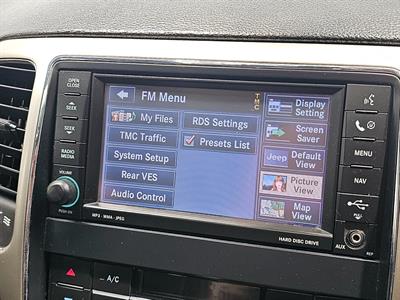 OPEN
CLOSE
SEEK
SEEK
RADIO
MEDIA
VOLUME
FM Menu
TMC
My Files
TMC Traffic
System Setup
Rear VES
Audio Control
RDS Settings
Presets List
Display
Setting
Screen
Saver
Jeep
Default
View
Picture
View
Map
View
MP3 · WMA · JPEG
HARD DISC DRIVE
MENU
NAV
AUX
A/C